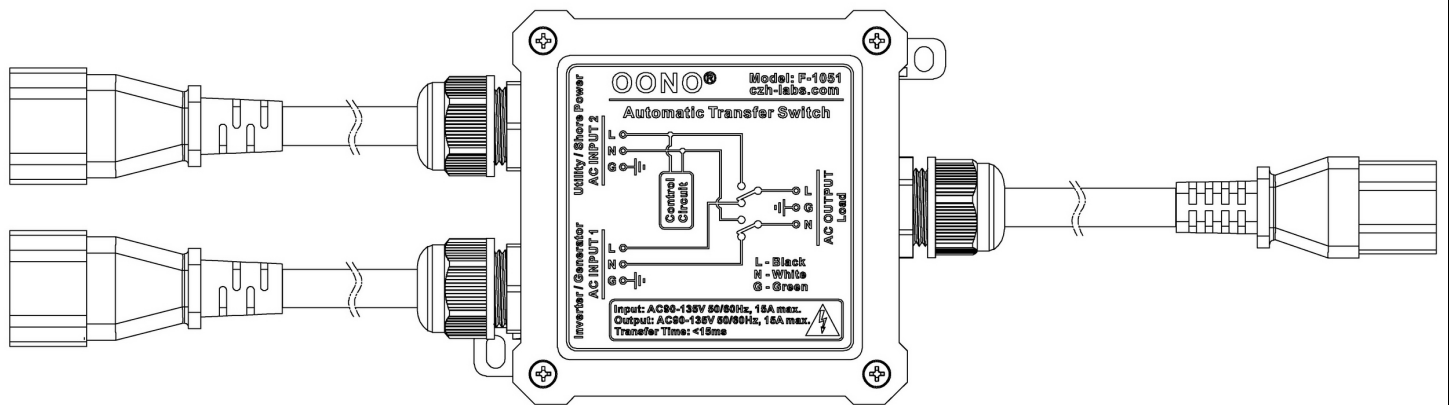 OONO®
Model: F-1051
czh-labs.com
Automatic Transfer Switch
Utility / Shore Power
AC INPUT 2
L
N
G
Control
Circuit
L
G
N
AC OUTPUT
Load
Inverter / Generator
AC INPUT 1
L
N
G
L - Black
N - White
G - Green
Input: AC90-135V 50/60Hz, 15A max.
Output: AC90-135V 50/60Hz, 15A max.
Transfer Time: <15ms